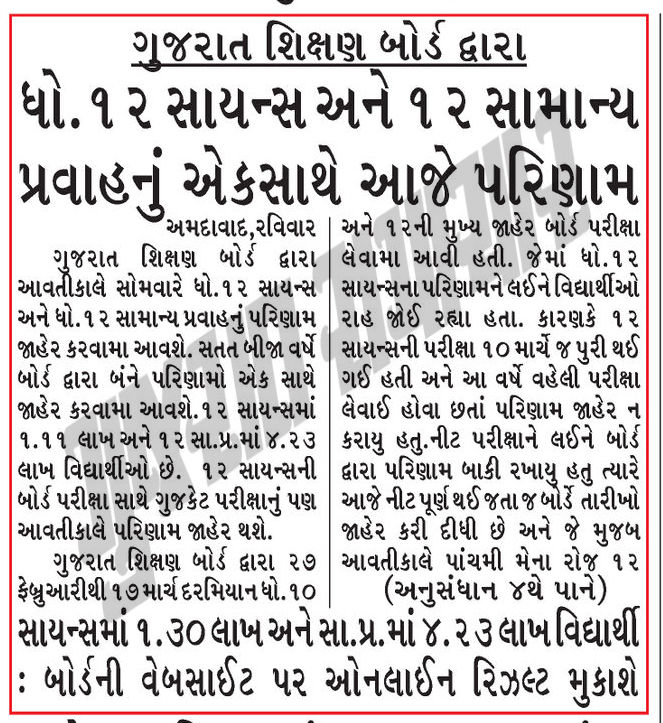 ગુજરાત શિક્ષણ બોર્ડ દ્વારા
ધો.૧૨ સાયન્સ અને ૧૨ સામાન્ય
પ્રવાહનું એકસાથે આજે પરિણામ
અમદાવાદ,રવિવાર
ગુજરાત શિક્ષણ બોર્ડ દ્વારા
આવતીકાલે સોમવારે ધો.૧૨ સાયન્સ
અને ધો.૧૨ સામાન્ય પ્રવાહનું પરિણામ
જાહેર કરવામા આવશે. સતત બીજા વર્ષે
બોર્ડ દ્વારા બંને પરિણામો એક સાથે
જાહેર કરવામા આવશે.૧૨ સાયન્સમાં
૧.૧૧ લાખ અને ૧૨ સા.પ્ર.માં ૪.૨૩
લાખ વિદ્યાર્થીઓ છે. ૧૨ સાયન્સની
બોર્ડ પરીક્ષા સાથે ગુજકેટ પરીક્ષાનું પણ
આવતીકાલે પરિણામ જાહેર થશે.
ગુજરાત શિક્ષણ બોર્ડ દ્વારા ૨૭
ફેબ્રુઆરીથી ૧૭ માર્ચ દરમિયાન ધો.૧૦
અને ૧૨ની મુખ્ય જાહેર બોર્ડ પરીક્ષા
લેવામા આવી હતી. જેમાં ધો.૧૨
સાયન્સના પરિણામને લઈને વિદ્યાર્થીઓ
રાહ જોઈ રહ્યા હતા. કારણકે ૧૨
સાયન્સની પરીક્ષા ૧૦ માર્ચે જ પુરી થઈ
ગઈ હતી અને આ વર્ષે વહેલી પરીક્ષા
લેવાઈ હોવા છતાં પરિણામ જાહેર ન
કરાયુ હતુ.નીટ પરીક્ષાને લઈને બોર્ડ
દ્વારા પરિણામ બાકી રખાયુ હતુ ત્યારે
આજે નીટ પૂર્ણ થઈ જતા જ બોર્ડે તારીખો
જાહેર કરી દીધી છે અને જે મુજબ
આવતીકાલે પાંચમી મેના રોજ ૧૨
(અનુસંધાન ૪થે પાને)
સાયન્સમાં ૧.૩૦ લાખ અને સા.પ્ર.માં ૪.૨૩ લાખ વિદ્યાર્થી
: બોર્ડની વેબસાઈટ પર ઓનલાઈન રિઝલ્ટ મુકાશે